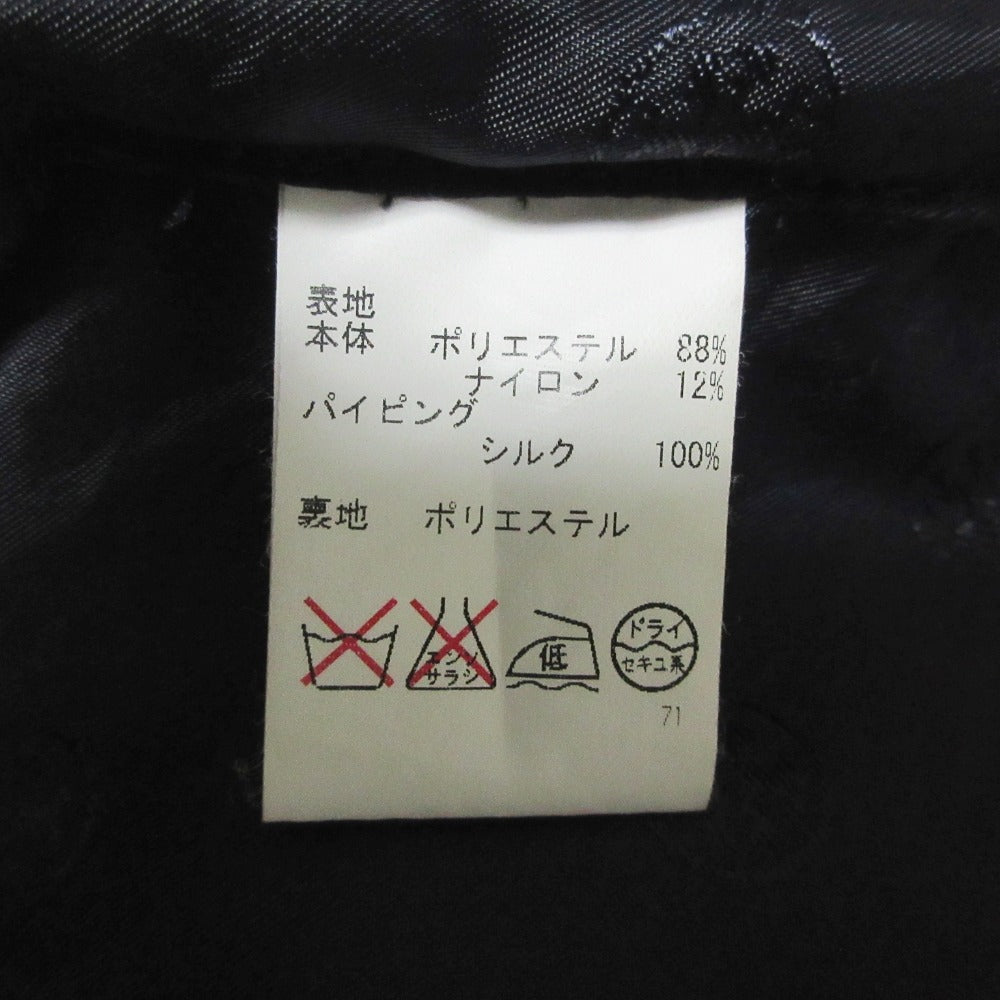 表地
本体 ポリエステル 88%
ナイロン 12%
パイピング
シルク 100%
裏地 ポリエステル
エンソ
サラシ
低
ドライ
セキユ系
71